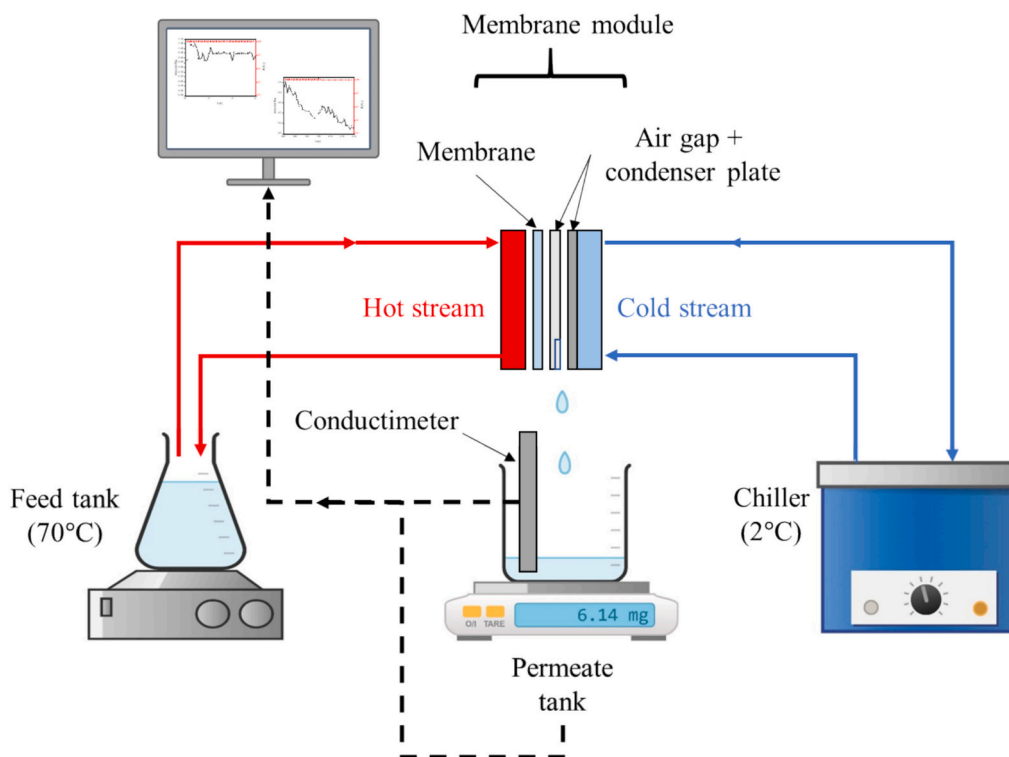 Membrane module
Membrane
Air gap +
condenser plate
Hot stream
Cold stream
Conductimeter
Feed tank
(70°C)
Chiller
(2°C)
6.14 mg
O/I TARE
Permeate
tank